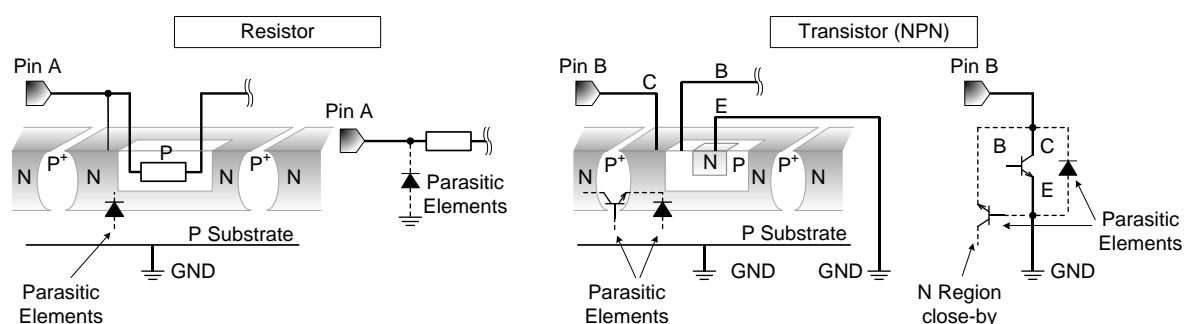 Resistor
Transistor (NPN)
Pin A
Pin A
N
P+
N
P
N
P+
N
Parasitic
Elements
P Substrate
GND
Parasitic
Elements
Pin B
C
B
E
N
P+
N
N
P
N
P+
N
P Substrate
GND
GND
Parasitic
Elements
Pin B
B
C
E
Parasitic
Elements
GND
N Region
close-by